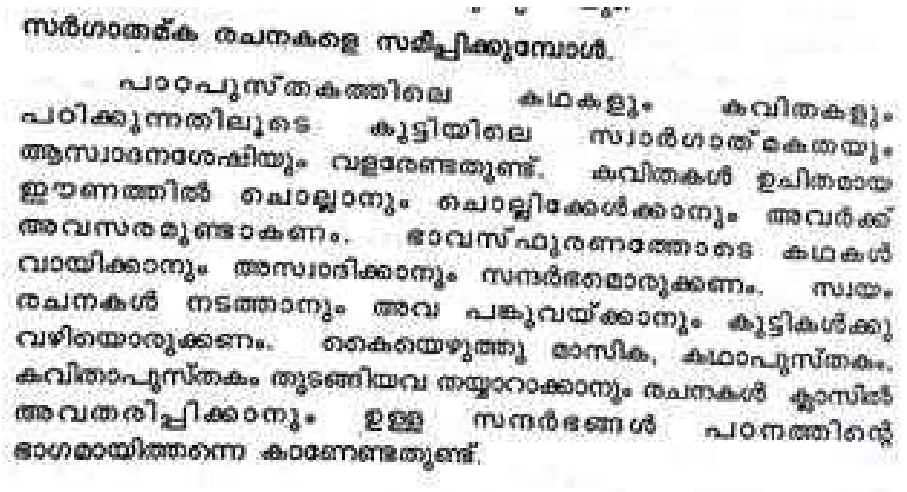 സർഗാത്മക രചനകളെ സമീപ്പിക്കുമ്പോൾ.
പാഠപുസ്തകത്തിലെ കഥകളും കവിതകളും
പഠിക്കുന്നതിലൂടെ കുട്ടിയിലെ സ്വാർഗാത്മകതയും
ആസ്വാദനശേഷിയും വളരേണ്ടതുണ്ട്. കവിതകൾ ഉചിതമായ
ഈണത്തിൽ ചൊല്ലാനും ചൊല്ലിക്കേൾക്കാനും അവർക്ക്
അവസരമുണ്ടാകണം. ഭാവസ്ഫുരണത്തോടെ കഥകൾ
വായിക്കാനും അസ്വാദിക്കാനും സന്ദർഭമൊരുക്കണം. സ്വയം
രചനകൾ നടത്താനും അവ പങ്കുവയ്ക്കാനും കുട്ടികൾക്കു
വഴിയൊരുക്കണം. കൈയെഴുത്തു മാസിക, കഥാപുസ്തകം,
കവിതാപുസ്തകം തുടങ്ങിയവ തയ്യാറാക്കാനും രചനകൾ ക്ലാസിൽ
അവതരിപ്പിക്കാനും ഉള്ള സന്ദർഭങ്ങൾ പഠനത്തിന്റെ
ഭാഗമായിത്തന്നെ കാണേണ്ടതുണ്ട്.